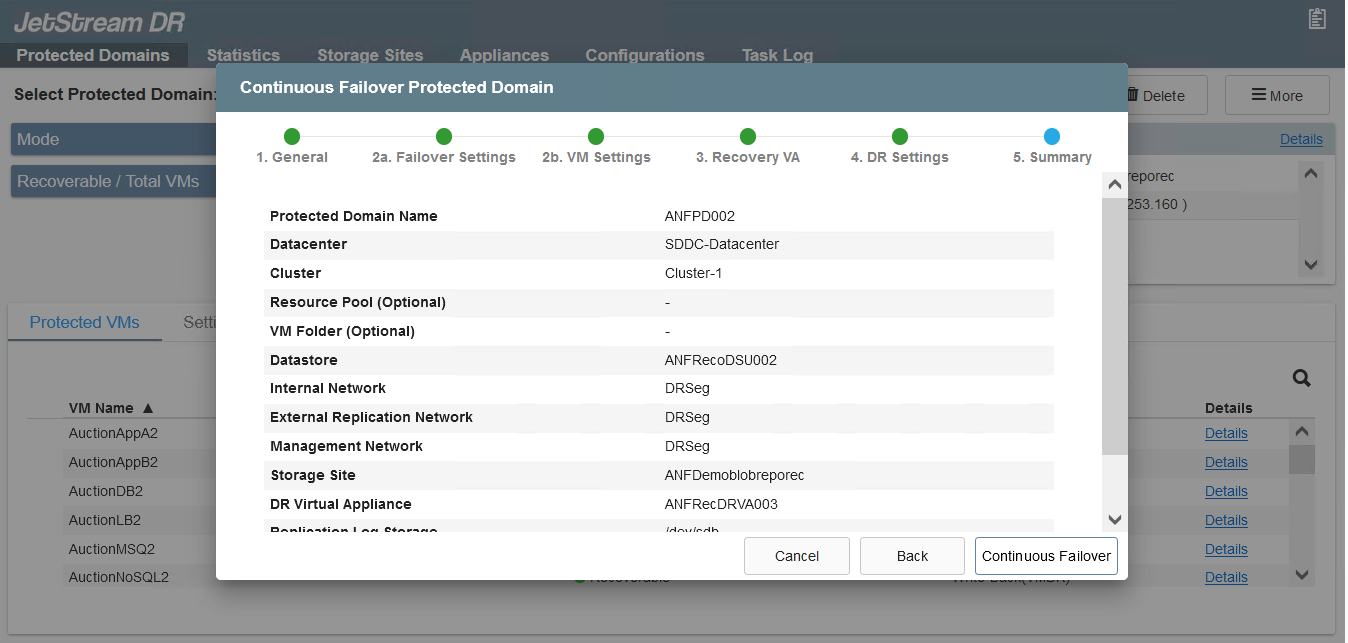 JetStream DR
Protected Domains Statistics Storage Sites Appliances Configurations Task Log
Select Protected Domain:
Delete
More
Mode
Recoverable / Total VMs
Details
reporec
253.160 )
Continuous Failover Protected Domain
1. General 2a. Failover Settings 2b. VM Settings 3. Recovery VA 4. DR Settings 5. Summary
Protected Domain Name ANFPD002
Datacenter SDDC-Datacenter
Cluster Cluster-1
Resource Pool (Optional) -
VM Folder (Optional) -
Datastore ANFRecoDSU002
Internal Network DRSeg
External Replication Network DRSeg
Management Network DRSeg
Storage Site ANFDemoblobreporec
DR Virtual Appliance ANFRecDRVA003
Replication Log Storage /dev/sdb
Cancel Back Continuous Failover
Protected VMs Setti
VM Name ▲ Details
AuctionAppA2 Details
AuctionAppB2 Details
AuctionDB2 Details
AuctionLB2 Details
AuctionMSQ2 Details
AuctionNoSQL2 Recoverable Write-Back(VMDK) Details